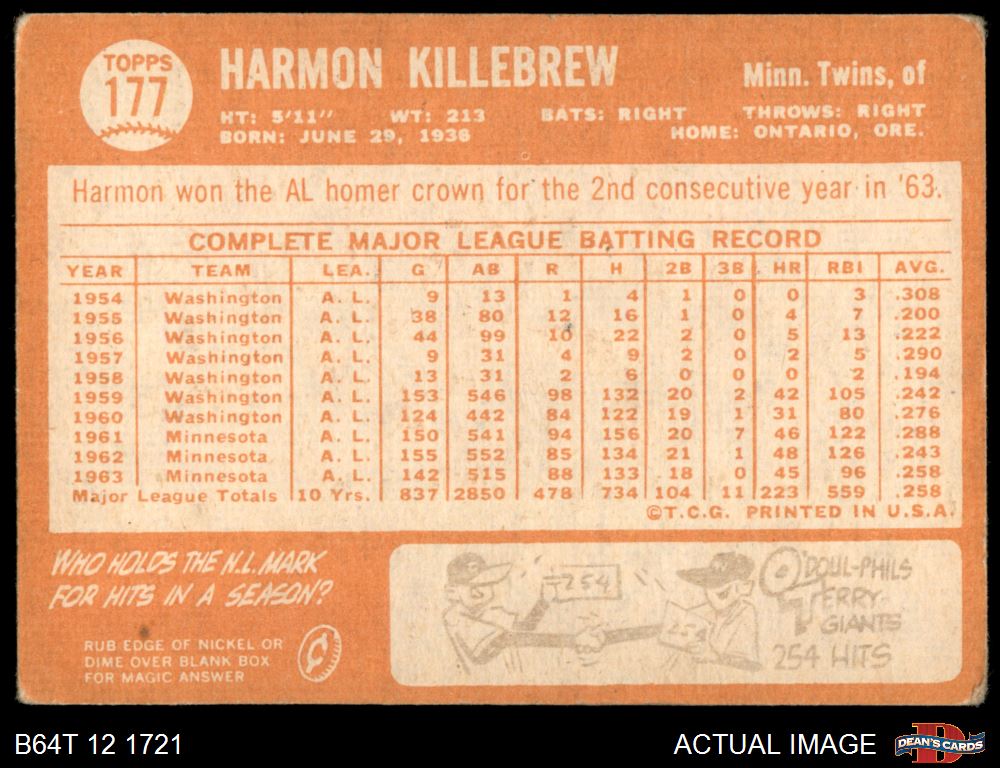 TOPPS
177
HARMON KILLEBREW
Minn. Twins, of
HT: 5'11" WT: 213 BATS: RIGHT THROWS: RIGHT
BORN: JUNE 29, 1936 HOME: ONTARIO, ORE.
Harmon won the AL homer crown for the 2nd consecutive year in '63.
COMPLETE MAJOR LEAGUE BATTING RECORD
YEAR TEAM LEA. G AB R H 2B 3B HR RBI AVG.
1954 Washington A. L. 9 13 1 4 1 0 0 3 .308
1955 Washington A. L. 38 80 12 16 1 0 4 7 .200
1956 Washington A. L. 44 99 10 22 2 0 5 13 .222
1957 Washington A. L. 9 31 4 9 2 0 2 5 .290
1958 Washington A. L. 13 31 2 6 0 0 0 2 .194
1959 Washington A. L. 153 546 98 132 20 2 42 105 .242
1960 Washington A. L. 124 442 84 122 19 1 31 80 .276
1961 Minnesota A. L. 150 541 94 156 20 7 46 122 .288
1962 Minnesota A. L. 155 552 85 134 21 1 48 126 .243
1963 Minnesota A. L. 142 515 88 133 18 0 45 96 .258
Major League Totals 10 Yrs. 837 2850 478 734 104 11 223 559 .258
©T.C.G. PRINTED IN U.S.A.
WHO HOLDS THE N.L. MARK
FOR HITS IN A SEASON?
RUB EDGE OF NICKEL OR
DIME OVER BLANK BOX
FOR MAGIC ANSWER
¢
254
254
O'DOUL-PHILS
TERRY-
GIANTS
254 HITS
B64T 12 1721
ACTUAL IMAGE
D
DEAN'S CARDS